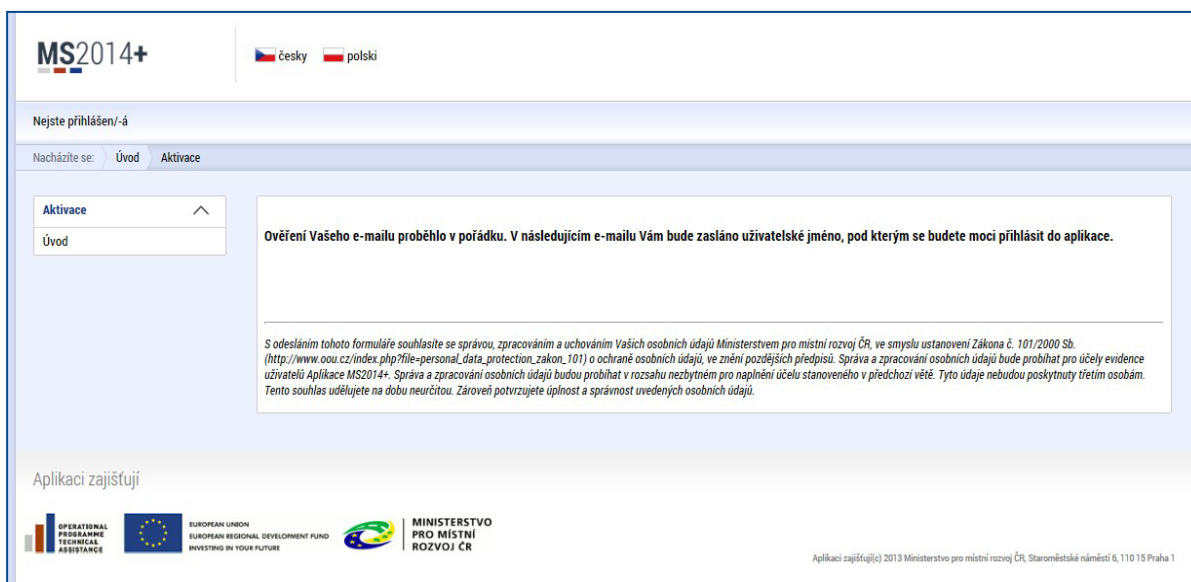 MS2014+
česky polski
Nejste přihlášen/-á
Nacházíte se: Úvod Aktivace
Aktivace
Úvod
Ověření Vašeho e-mailu proběhlo v pořádku. V následujícím e-mailu Vám bude zasláno uživatelské jméno, pod kterým se budete moci přihlásit do aplikace.
S odesláním tohoto formuláře souhlasíte se správou, zpracováním a uchováním Vašich osobních údajů Ministerstvem pro místní rozvoj ČR, ve smyslu ustanovení Zákona č. 101/2000 Sb.
(http://www.oou.cz/index.php?file=personal_data_protection_zakon_101) o ochraně osobních údajů, ve znění pozdějších předpisů. Správa a zpracování osobních údajů bude probíhat pro účely evidence
uživatelů Aplikace MS2014+. Správa a zpracování osobních údajů budou probíhat v rozsahu nezbytném pro naplnění účelu stanoveného v předchozí větě. Tyto údaje nebudou poskytnuty třetím osobám.
Tento souhlas udělujete na dobu neurčitou. Zároveň potvrzujete úplnost a správnost uvedených osobních údajů.
Aplikaci zajišťují
OPERATIONAL
PROGRAMME
TECHNICAL
ASSISTANCE
EUROPEAN UNION
EUROPEAN REGIONAL DEVELOPMENT FUND
INVESTING IN YOUR FUTURE
MINISTERSTVO
PRO MÍSTNÍ
ROZVOJ ČR
Aplikaci zajišťují(c) 2013 Ministerstvo pro místní rozvoj ČR, Staroměstské náměstí 6, 110 15 Praha 1